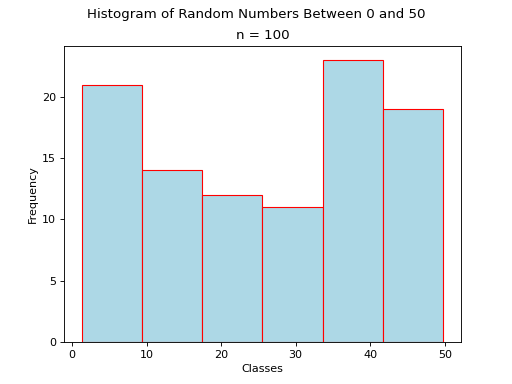 Histogram of Random Numbers Between 0 and 50
n = 100
Frequency
20
15
10
5
0
0 10 20 30 40 50
Classes